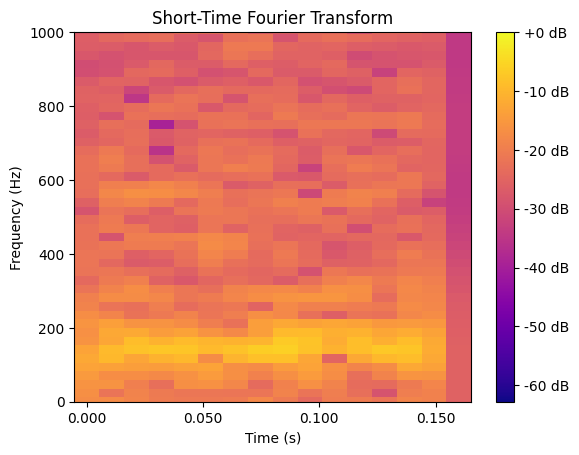 Short-Time Fourier Transform
1000
800
600
400
200
0
Frequency (Hz)
0.000
0.050
0.100
0.150
Time (s)
+0 dB
-10 dB
-20 dB
-30 dB
-40 dB
-50 dB
-60 dB